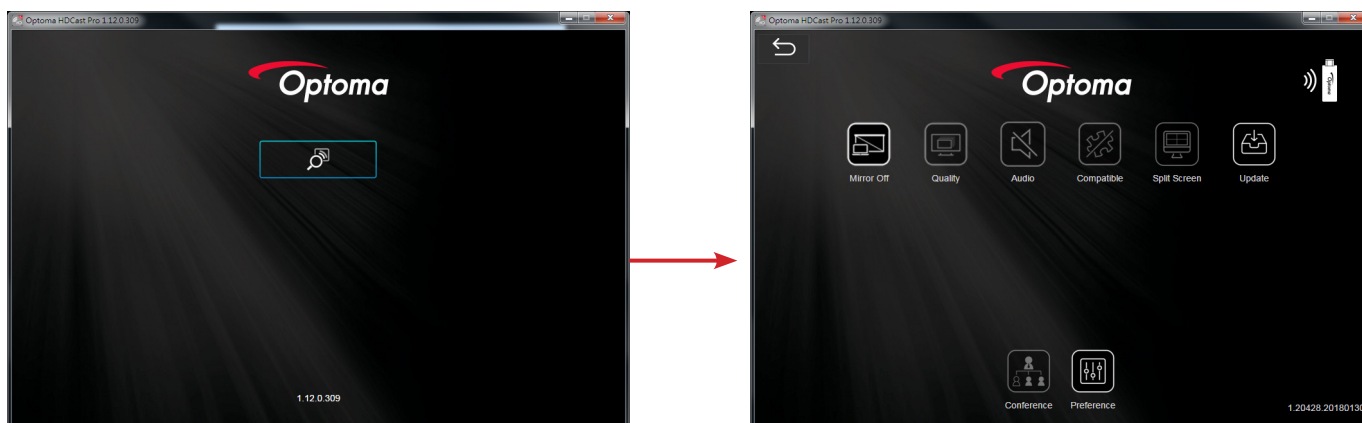 Optoma HDCast Pro 1.12.0.309
Optoma
1.12.0.309
Optoma HDCast Pro 1.12.0.309
Optoma
Optoma
Mirror Off
Quality
Audio
Compatible
Split Screen
Update
Conference
Preference
1.20428.20180130